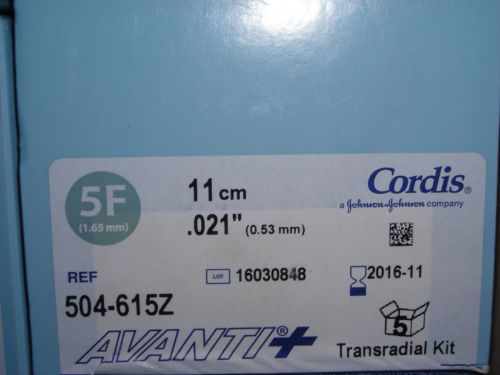 5F
(1.65 mm)
11 cm
.021" (0.53 mm)
Cordis®
a Johnson&Johnson company
REF
504-615Z
LOT 16030848
2016-11
AVANTI®+
5
Transradial Kit